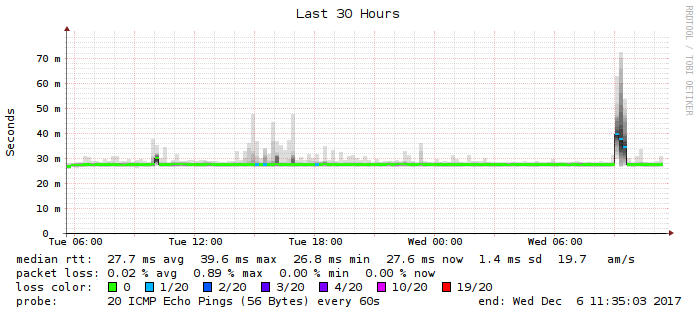 Last 30 Hours
RRDTOOL / TOBI OETIKER
Seconds
70 m
60 m
50 m
40 m
30 m
20 m
10 m
0
Tue 06:00 Tue 12:00 Tue 18:00 Wed 00:00 Wed 06:00
median rtt: 27.7 ms avg 39.6 ms max 26.8 ms min 27.6 ms now 1.4 ms sd 19.7 am/s
packet loss: 0.02 % avg 0.89 % max 0.00 % min 0.00 % now
loss color: 0 1/20 2/20 3/20 4/20 10/20 19/20
probe: 20 ICMP Echo Pings (56 Bytes) every 60s end: Wed Dec 6 11:35:03 2017